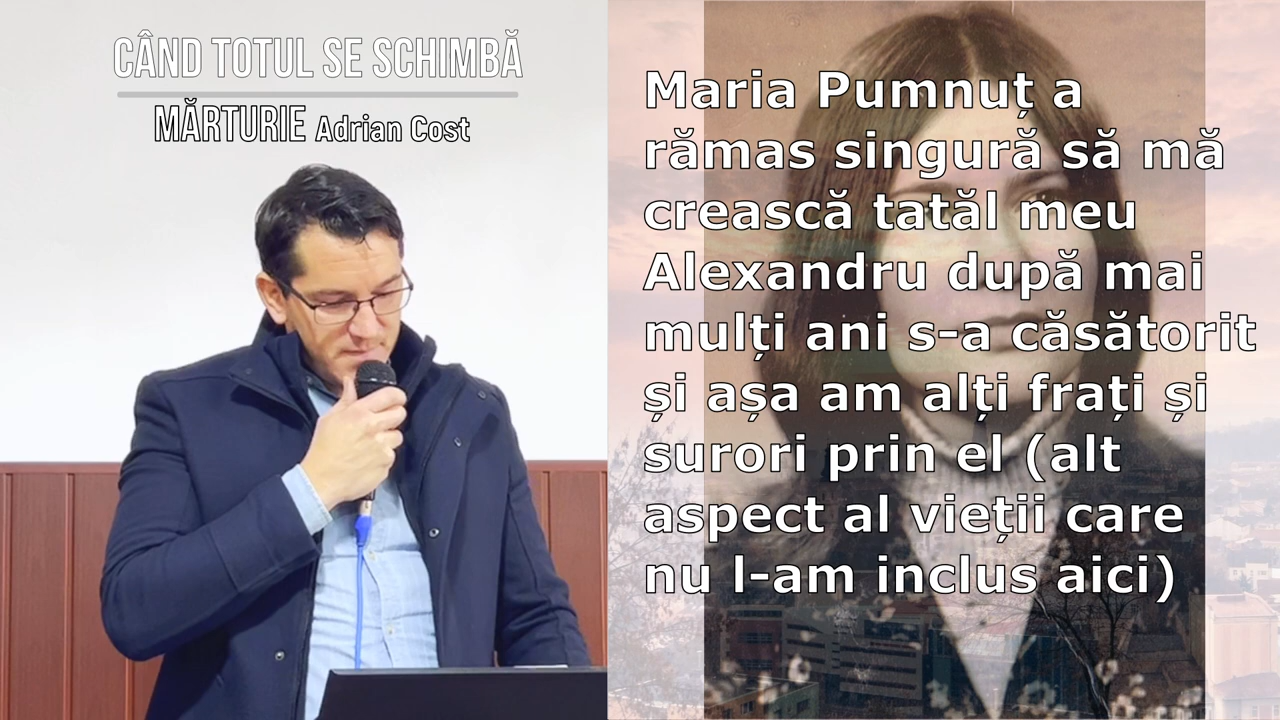 CÂND TOTUL SE SCHIMBĂ
MĂRTURIE Adrian Cost
Maria Pumnuț a
rămas singură să mă
crească tatăl meu
Alexandru după mai
mulți ani s-a căsătorit
și așa am alți frați și
surori prin el (alt
aspect al vieții care
nu l-am inclus aici)